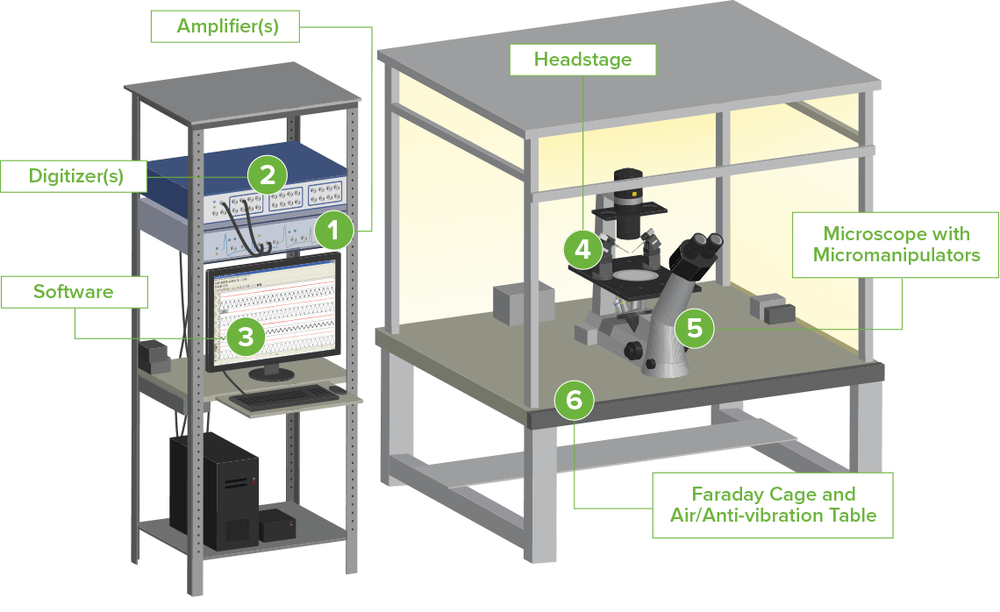 Amplifier(s)
Headstage
2
Digitizer(s)
1
4
Microscope with
Micromanipulators
Software
3
5
6
Faraday Cage and
Air/Anti-vibration Table